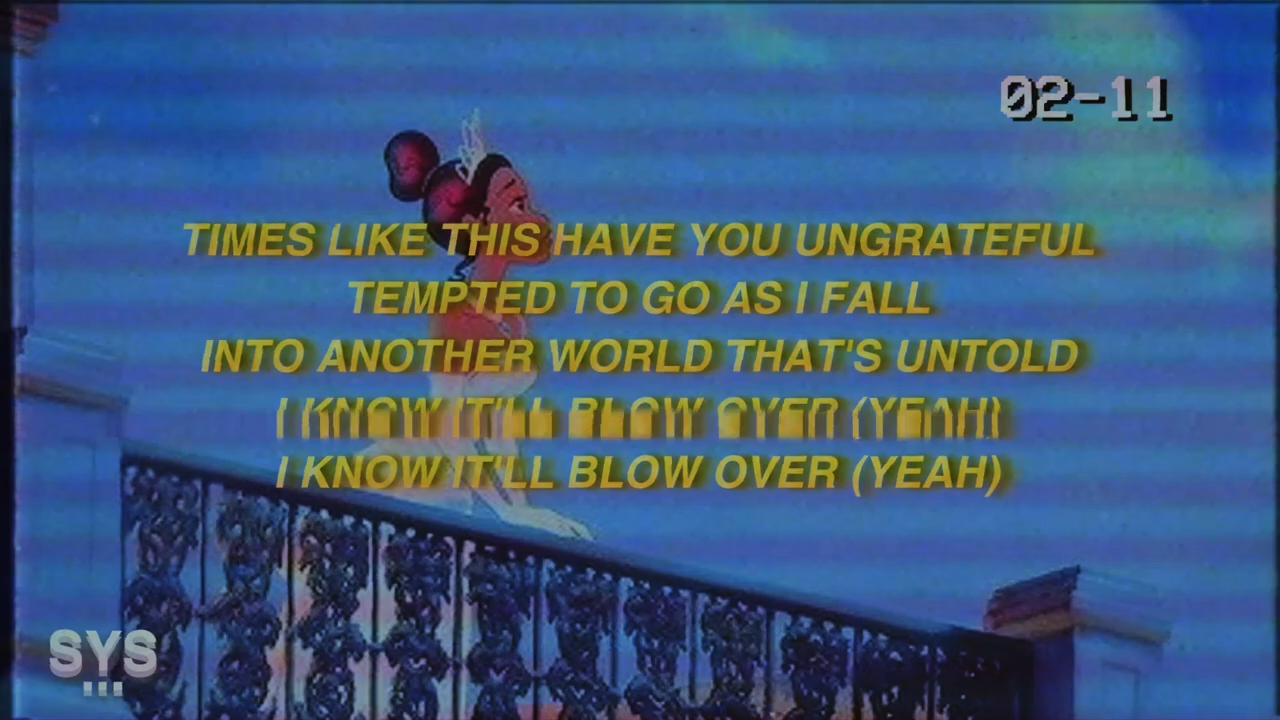 02-11
TIMES LIKE THIS HAVE YOU UNGRATEFUL
TEMPTED TO GO AS I FALL
INTO ANOTHER WORLD THAT'S UNTOLD
I KNOW IT'LL BLOW OVER (YEAH)
I KNOW IT'LL BLOW OVER (YEAH)
SYS